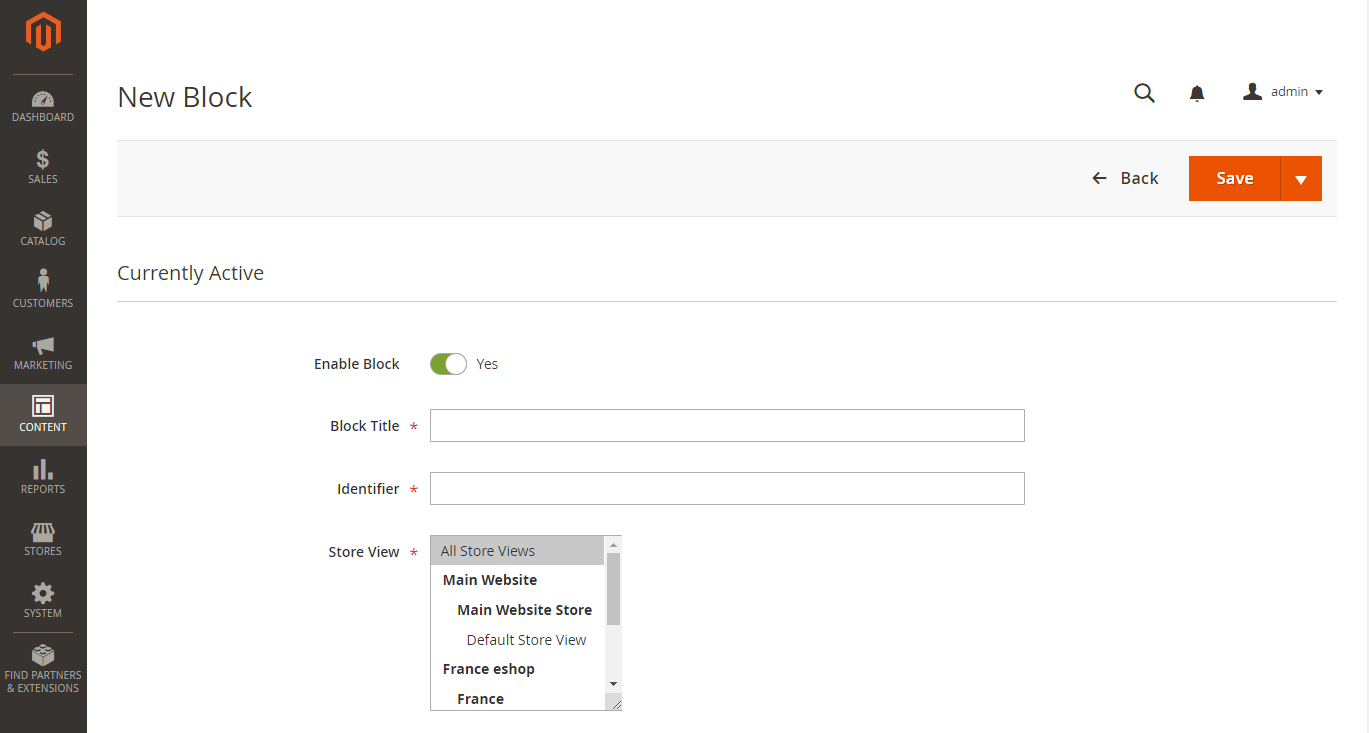 New Block
admin
DASHBOARD
SALES
CATALOG
CUSTOMERS
MARKETING
CONTENT
REPORTS
STORES
SYSTEM
FIND PARTNERS
& EXTENSIONS
Back
Save
Currently Active
Enable Block Yes
Block Title *
Identifier *
Store View *
All Store Views
Main Website
Main Website Store
Default Store View
France eshop
France